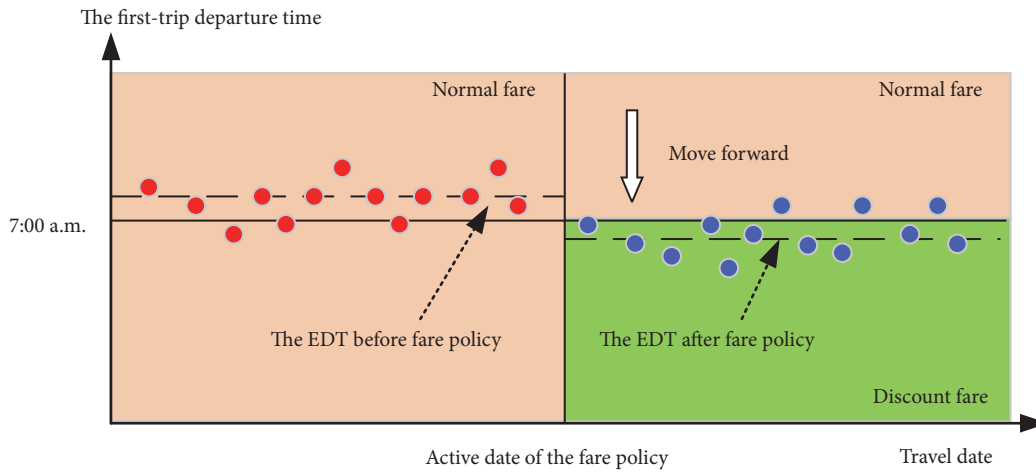 The first-trip departure time
Normal fare
Normal fare
Move forward
7:00 a.m.
The EDT before fare policy
The EDT after fare policy
Discount fare
Active date of the fare policy
Travel date